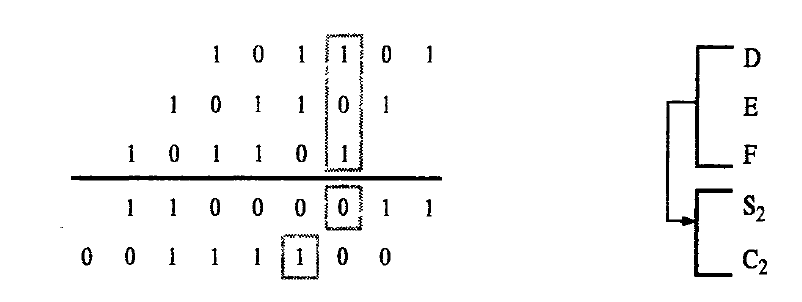 1 0 1 1 0 1 D
1 0 1 1 0 1 E
1 0 1 1 0 1 F
1 1 0 0 0 0 1 1 S₂
0 0 1 1 1 1 0 0 C₂